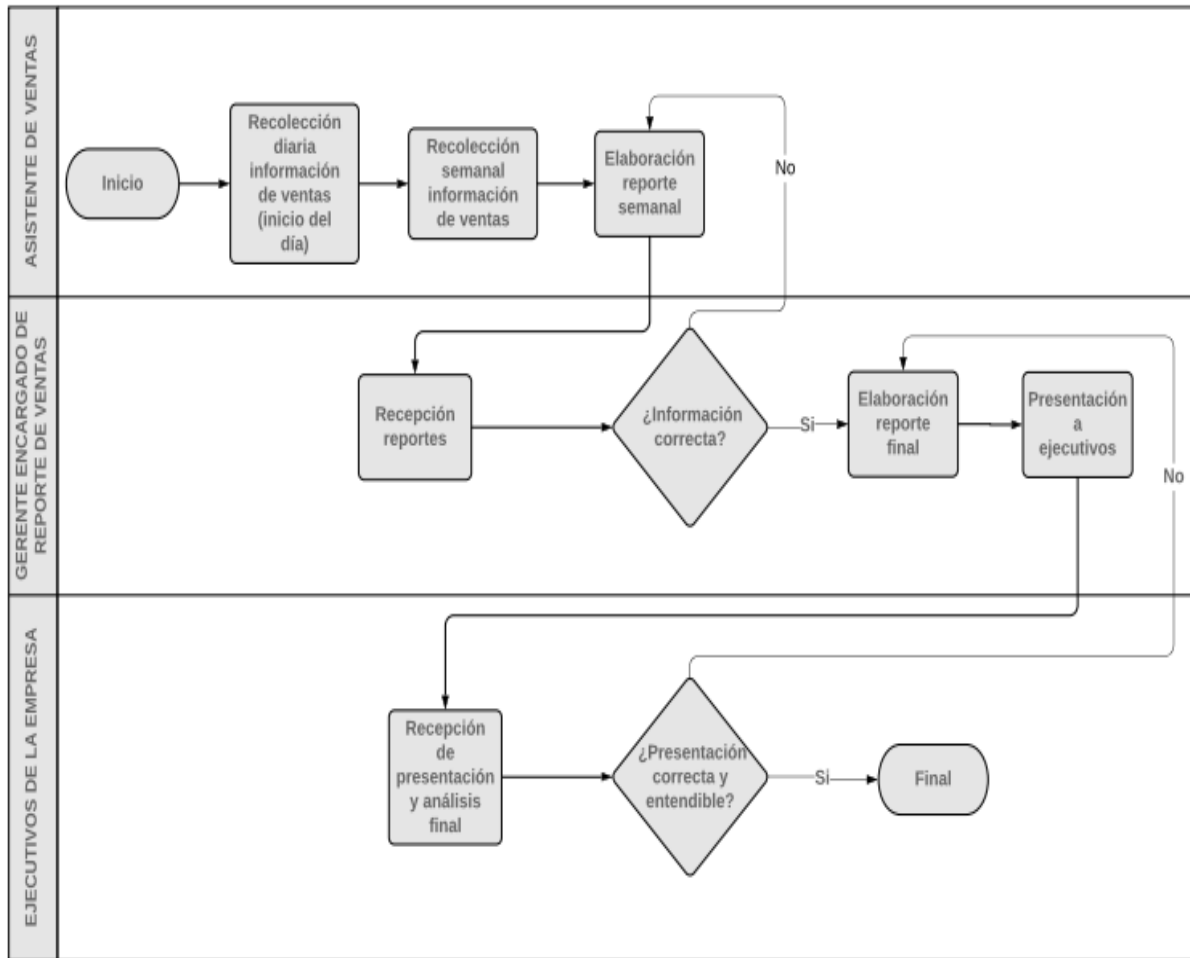 ASISTENTE DE VENTAS
Inicio
Recolección
diaria
información
de ventas
(inicio del
día)
Recolección
semanal
información
de ventas
Elaboración
reporte
semanal
No
GERENTE ENCARGADO DE
REPORTE DE VENTAS
Recepción
reportes
¿Información
correcta?
Si
Elaboración
reporte
final
Presentación
a
ejecutivos
No
EJECUTIVOS DE LA EMPRESA
Recepción
de
presentación
y análisis
final
¿Presentación
correcta y
entendible?
Si
Final